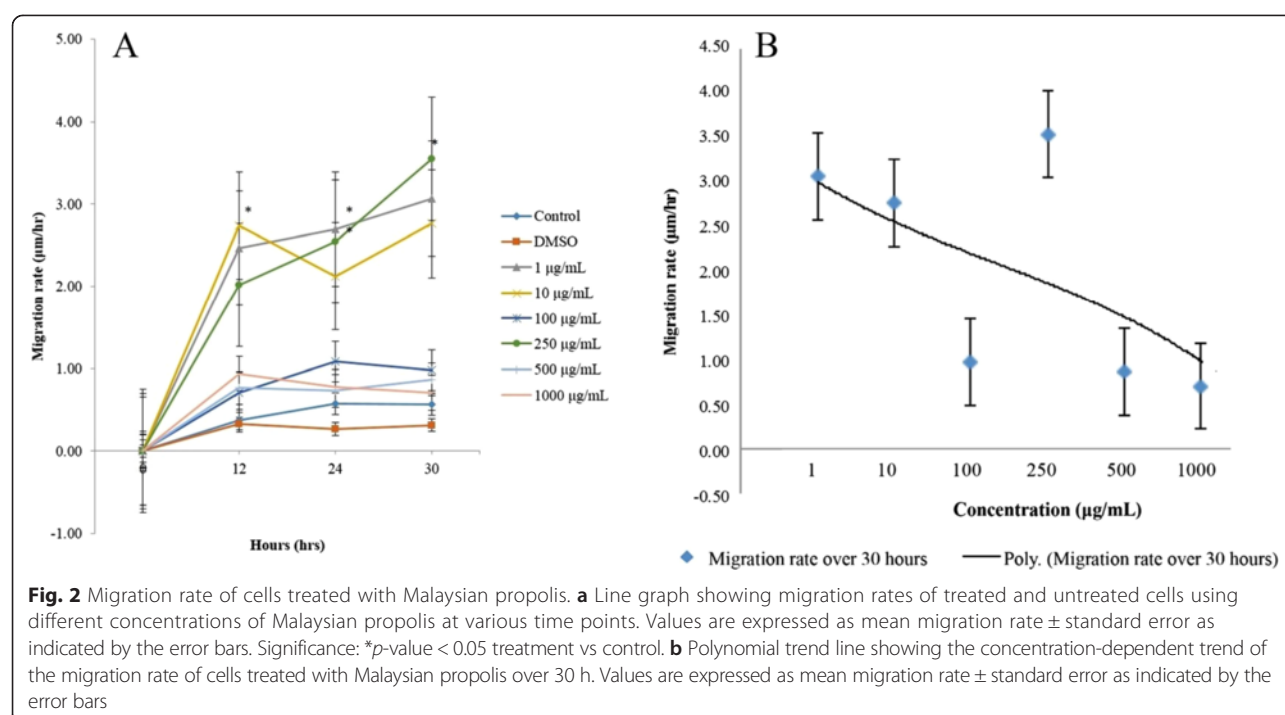 A
5.00
4.00
3.00
2.00
1.00
0.00
-1.00
Migration rate (µm/hr)
0
12
24
30
Hours (hrs)
*
*
*
*
Control
DMSO
1 µg/mL
10 µg/mL
100 µg/mL
250 µg/mL
500 µg/mL
1000 µg/mL
B
4.50
4.00
3.50
3.00
2.50
2.00
1.50
1.00
0.50
0.00
-0.50
Migration rate (µm/hr)
1 10 100 250 500 1000
Concentration (µg/mL)
Migration rate over 30 hours Poly. (Migration rate over 30 hours)
Fig. 2 Migration rate of cells treated with Malaysian propolis. a Line graph showing migration rates of treated and untreated cells using
different concentrations of Malaysian propolis at various time points. Values are expressed as mean migration rate ± standard error as
indicated by the error bars. Significance: *p-value < 0.05 treatment vs control. b Polynomial trend line showing the concentration-dependent trend of
the migration rate of cells treated with Malaysian propolis over 30 h. Values are expressed as mean migration rate ± standard error as indicated by the
error bars